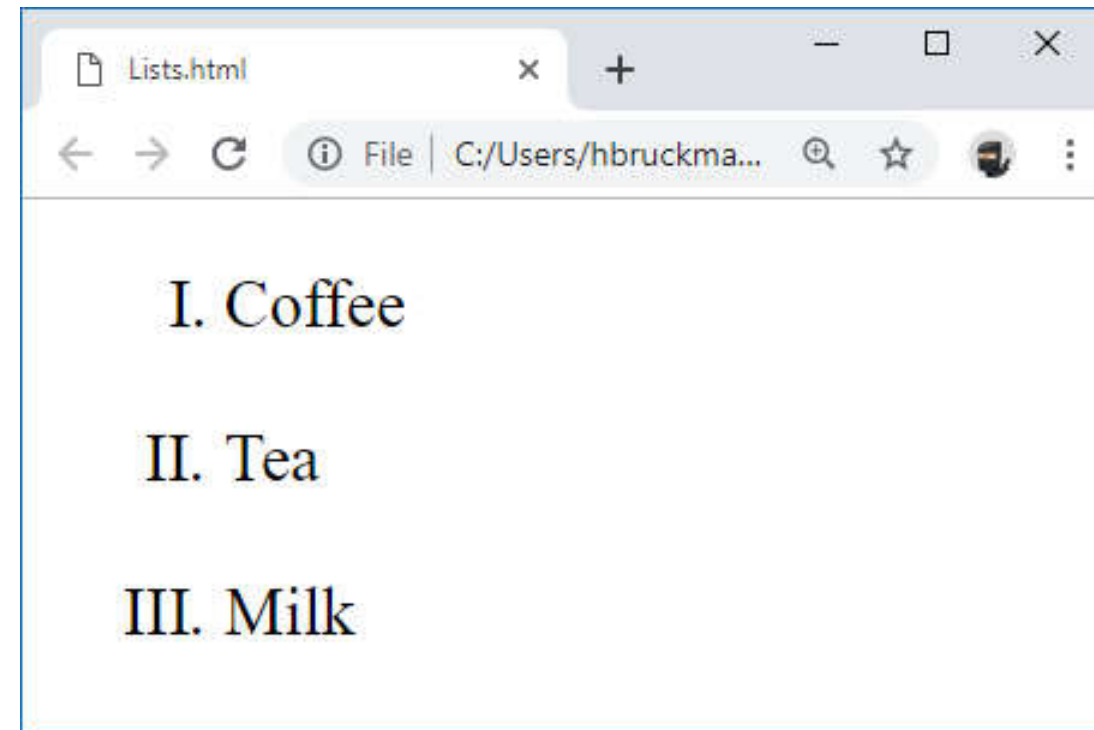 Lists.html
File C:/Users/hbruckma...
I. Coffee
II. Tea
III. Milk